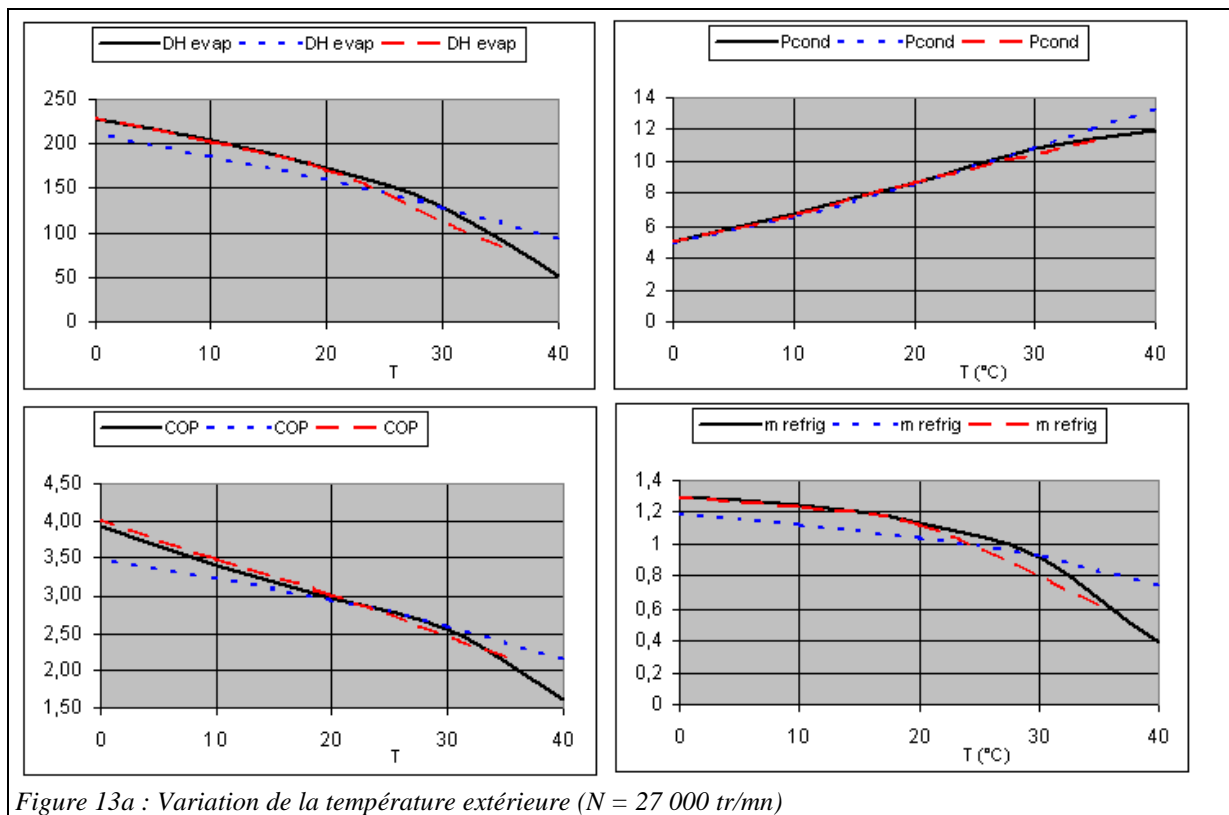 DH evap DH evap DH evap
250
200
150
100
50
0
0 10 20 30 40
T
Pcond Pcond Pcond
14
12
10
8
6
4
2
0
0 10 20 30 40
T (°C)
COP COP COP
4,50
4,00
3,50
3,00
2,50
2,00
1,50
0 10 20 30 40
T
m refrig m refrig m refrig
1,4
1,2
1
0,8
0,6
0,4
0,2
0
0 10 20 30 40
T (°C)
Figure 13a : Variation de la température extérieure (N = 27 000 tr/mn)